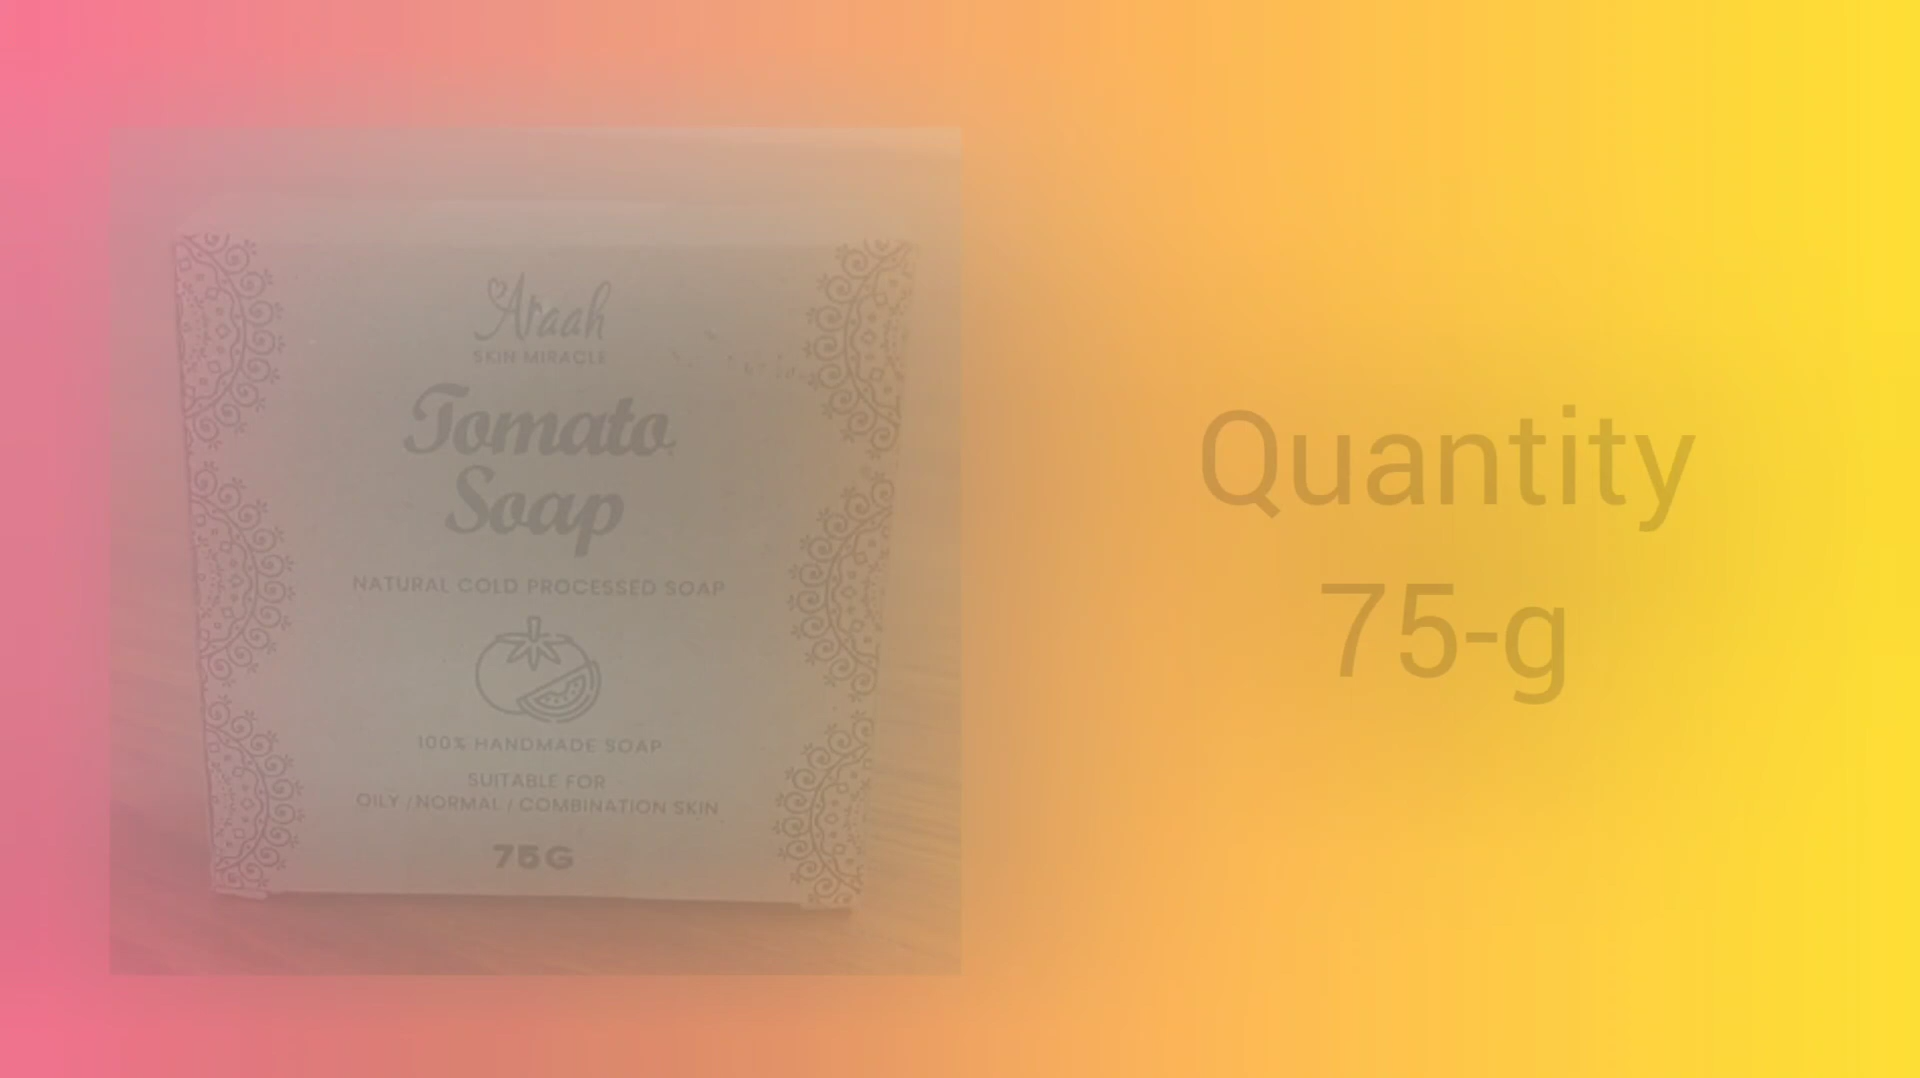 Araah
SKIN MIRACLE
Tomato
Soap
NATURAL COLD PROCESSED SOAP
100% HANDMADE SOAP
SUITABLE FOR
OILY / NORMAL / COMBINATION SKIN
75G
Quantity
75-g